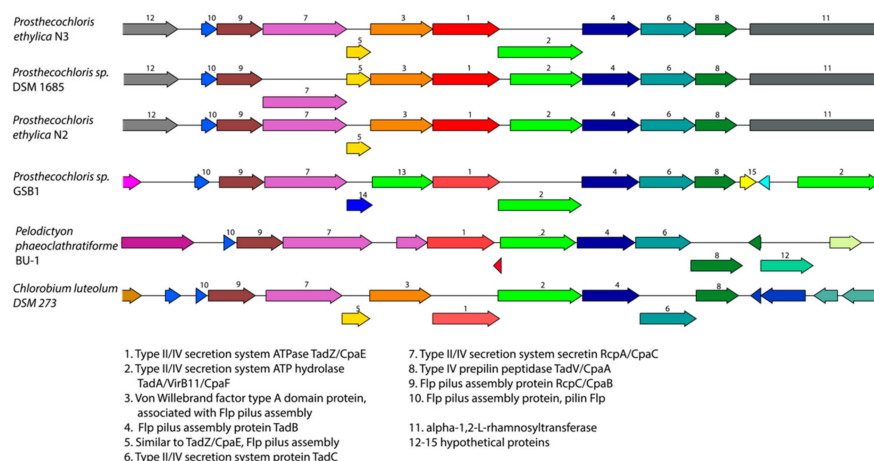 Prosthecochloris
ethylica N3
12 10 9 7 5 3 1 2 4 6 8 11
Prosthecochloris sp.
DSM 1685
12 10 9 7 5 3 1 2 4 6 8 11
Prosthecochloris
ethylica N2
12 10 9 7 5 3 1 2 4 6 8 11
Prosthecochloris sp.
GSB1
10 9 7 14 13 1 2 4 6 8 15 2
Pelodictyon
phaeoclathratiforme
BU-1
10 9 7 1 2 4 6 8 12
Chlorobium luteolum
DSM 273
10 9 7 5 3 1 2 4 6 8
1. Type II/IV secretion system ATPase TadZ/CpaE
2. Type II/IV secretion system ATP hydrolase
TadA/VirB11/CpaF
3. Von Willebrand factor type A domain protein,
associated with Flp pilus assembly
4. Flp pilus assembly protein TadB
5. Similar to TadZ/CpaE, Flp pilus assembly
6. Type II/IV secretion system protein TadC
7. Type II/IV secretion system secretin RcpA/CpaC
8. Type IV prepilin peptidase TadV/CpaA
9. Flp pilus assembly protein RcpC/CpaB
10. Flp pilus assembly protein, pilin Flp
11. alpha-1,2-L-rhamnosyltransferase
12-15 hypothetical proteins